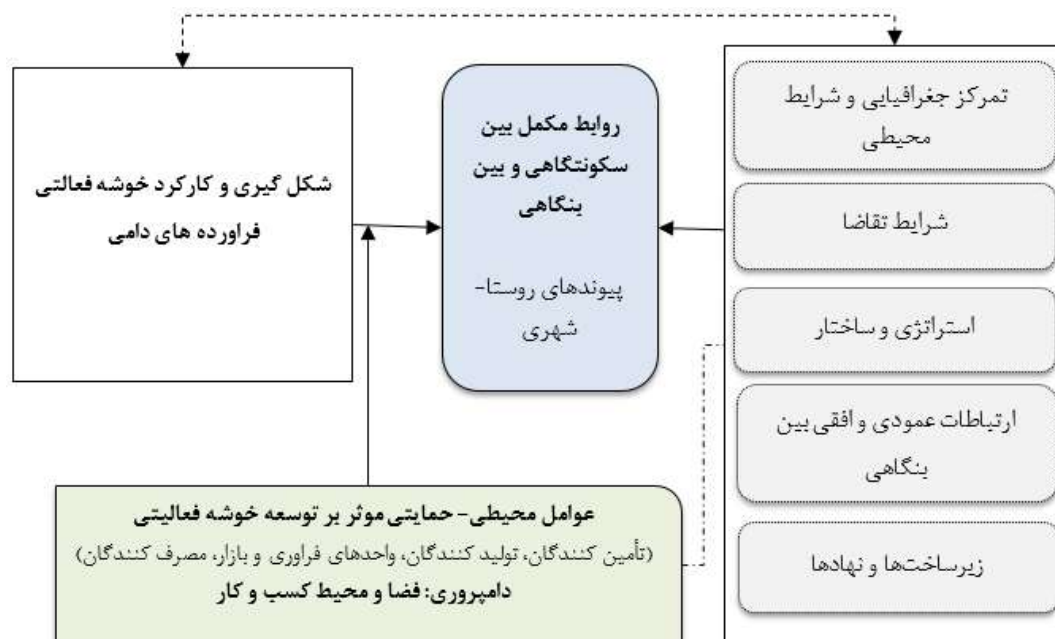 تمرکز جغرافیایی و شرایط
محیطی
شرایط تقاضا
استراتژی و ساختار
ارتباطات عمودی و افقی بین
بنگاهی
زیرساخت‌ها و نهادها
روابط مکمل بین
سکونتگاهی و بین
بنگاهی
پیوندهای روستا-
شهری
شکل گیری و کارکرد خوشه فعالتی
فراورده های دامی
عوامل محیطی- حمایتی موثر بر توسعه خوشه فعالیتی
(تأمین کنندگان، تولید کنندگان، واحدهای فراوری و بازار، مصرف کنندگان)
دامپروری: فضا و محیط کسب و کار